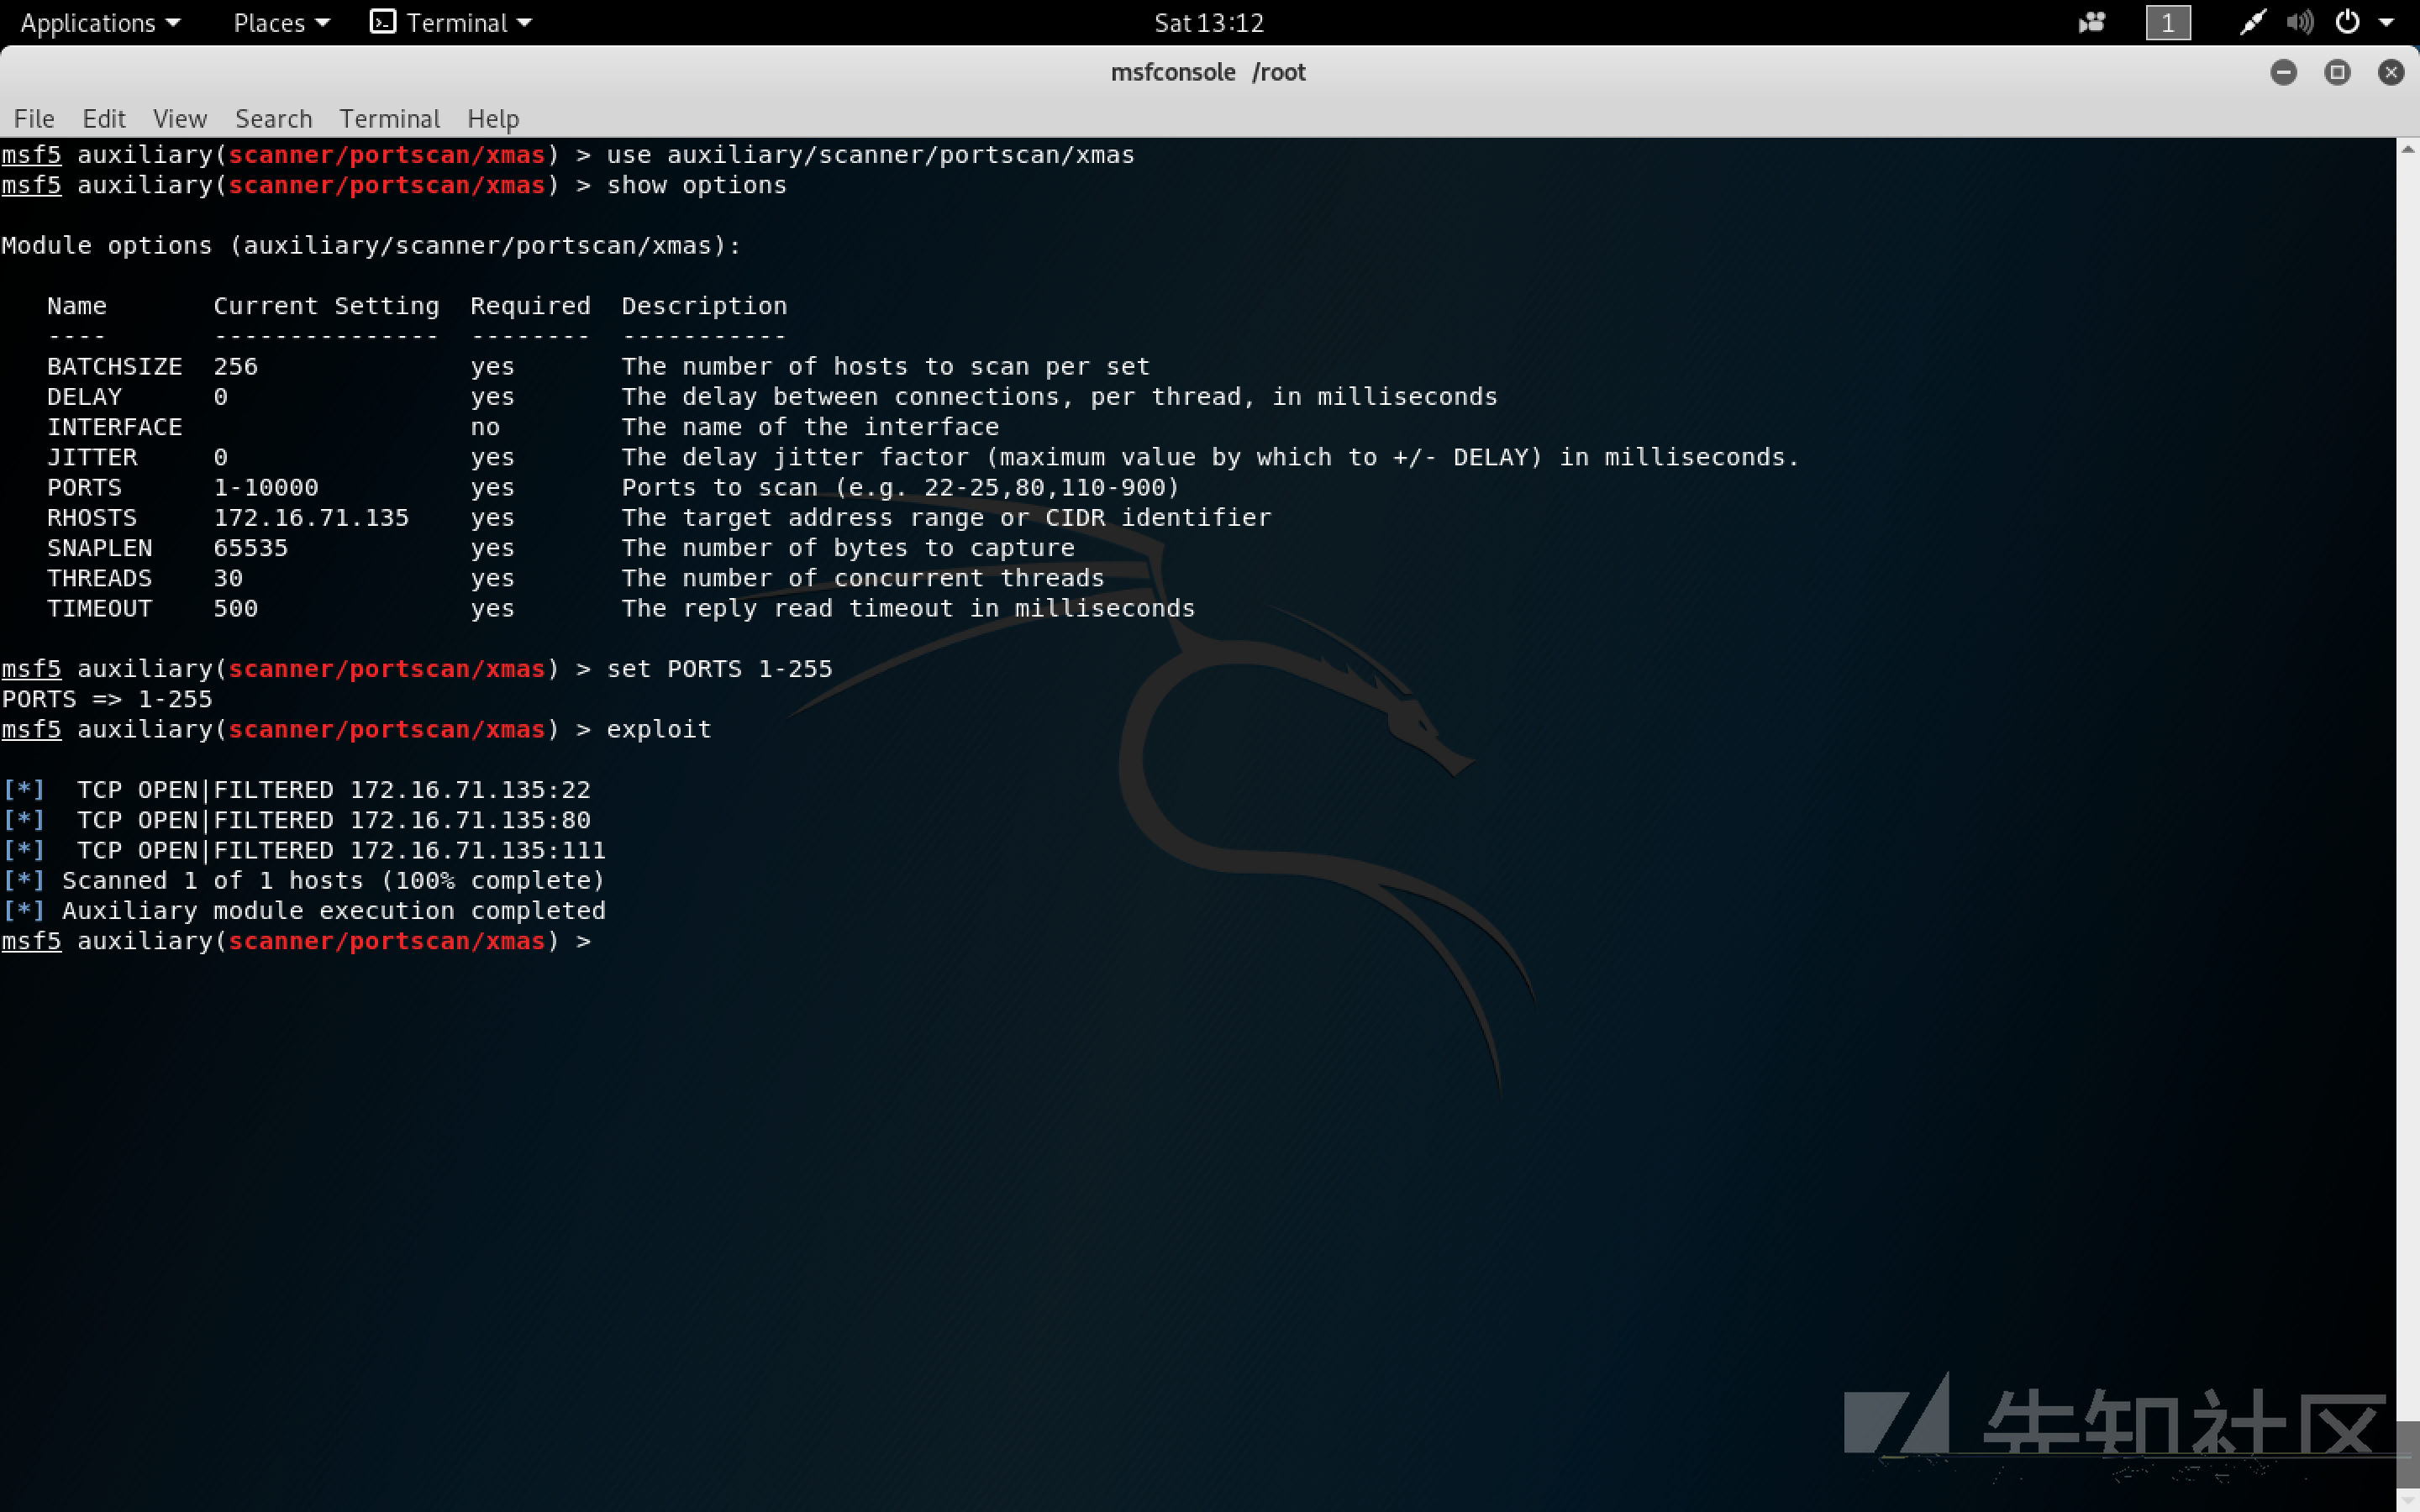 Applications Places Terminal Sat 13:12 1
msfconsole /root
File Edit View Search Terminal Help
msf5 auxiliary(scanner/portscan/xmas) > use auxiliary/scanner/portscan/xmas
msf5 auxiliary(scanner/portscan/xmas) > show options
Module options (auxiliary/scanner/portscan/xmas):
Name Current Setting Required Description
---- --------------- -------- -----------
BATCHSIZE 256 yes The number of hosts to scan per set
DELAY 0 yes The delay between connections, per thread, in milliseconds
INTERFACE no The name of the interface
JITTER 0 yes The delay jitter factor (maximum value by which to +/- DELAY) in milliseconds.
PORTS 1-10000 yes Ports to scan (e.g. 22-25,80,110-900)
RHOSTS 172.16.71.135 yes The target address range or CIDR identifier
SNAPLEN 65535 yes The number of bytes to capture
THREADS 30 yes The number of concurrent threads
TIMEOUT 500 yes The reply read timeout in milliseconds
msf5 auxiliary(scanner/portscan/xmas) > set PORTS 1-255
PORTS => 1-255
msf5 auxiliary(scanner/portscan/xmas) > exploit
[*]  TCP OPEN|FILTERED 172.16.71.135:22
[*]  TCP OPEN|FILTERED 172.16.71.135:80
[*]  TCP OPEN|FILTERED 172.16.71.135:111
[*] Scanned 1 of 1 hosts (100% complete)
[*] Auxiliary module execution completed
msf5 auxiliary(scanner/portscan/xmas) >
先知社区